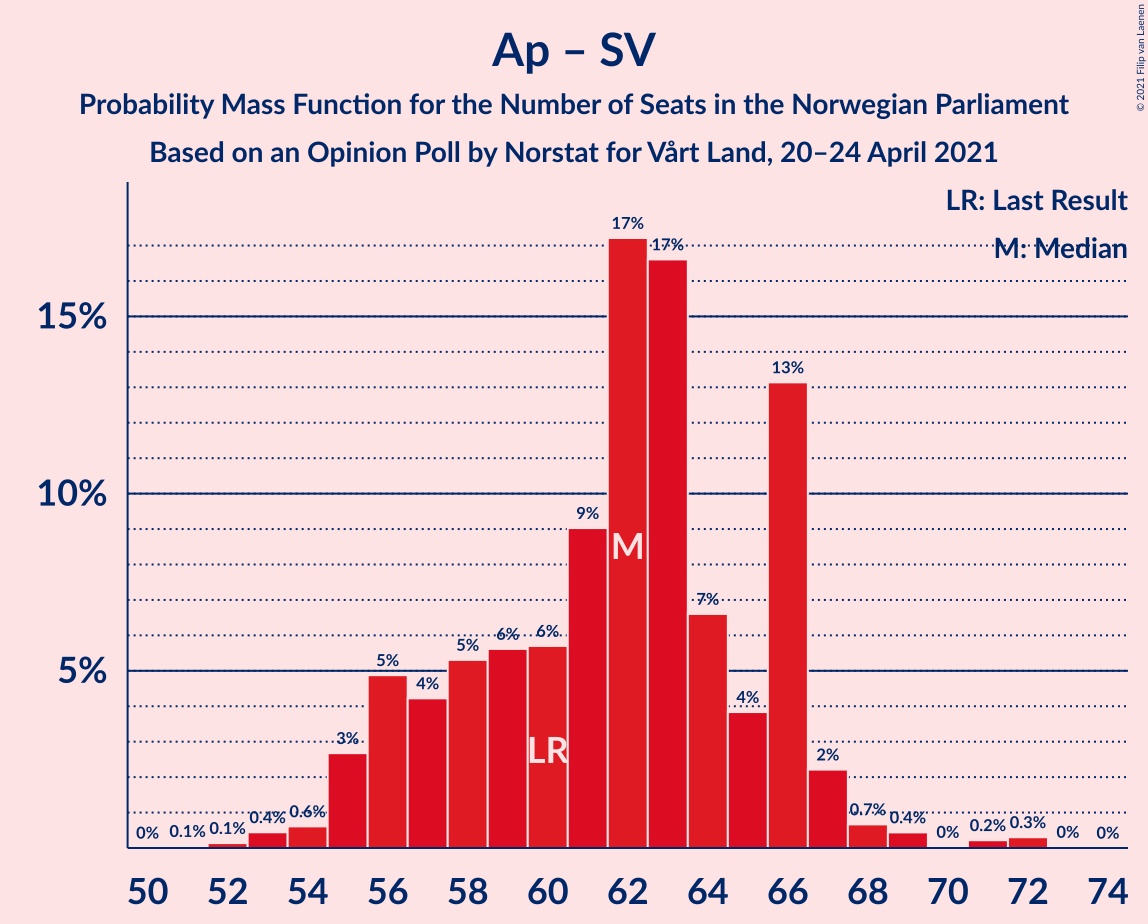 © 2021 Filip van Laenen
Ap – SV
Probability Mass Function for the Number of Seats in the Norwegian Parliament
Based on an Opinion Poll by Norstat for Vårt Land, 20–24 April 2021
LR: Last Result
M: Median
15%
10%
5%
0% 0.1% 0.1% 0.4% 0.6% 3% 5% 4% 5% 6% 6% 9% 17% 17% 7% 4% 13% 2% 0.7% 0.4% 0% 0.2% 0.3% 0% 0%
M
LR
50 52 54 56 58 60 62 64 66 68 70 72 74